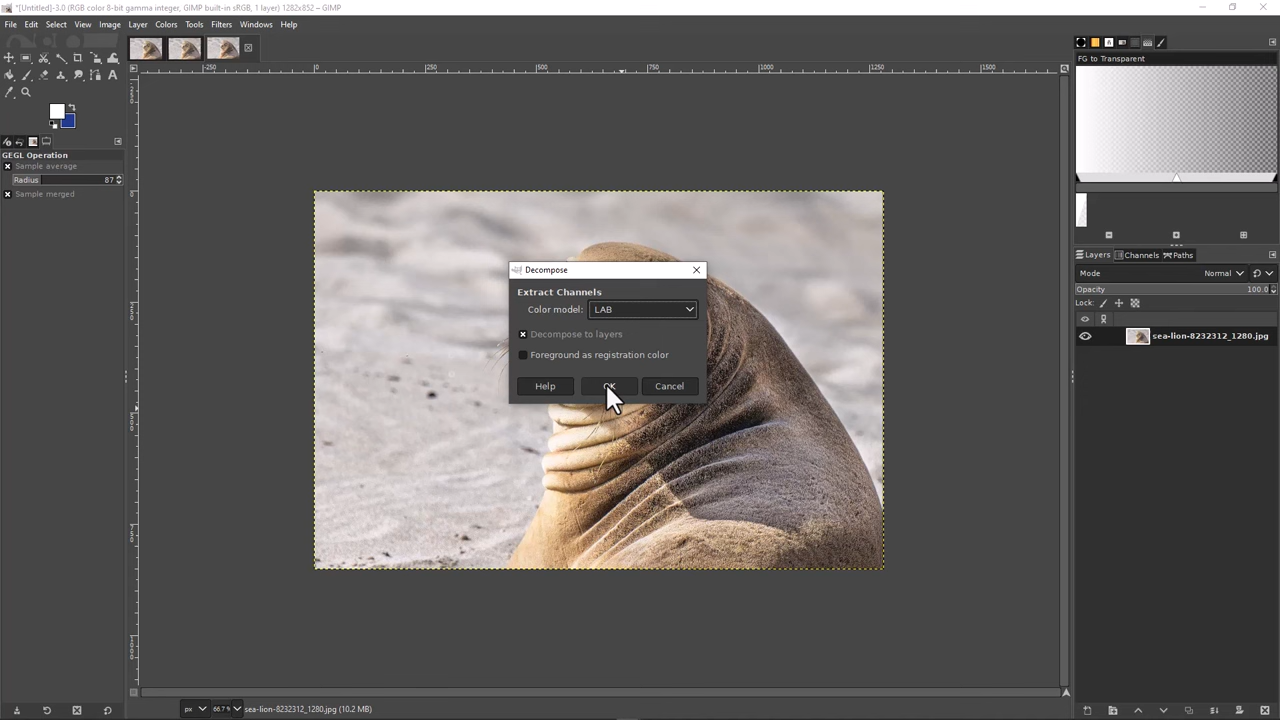 *[Untitled]-3.0 (RGB color 8-bit gamma integer, GIMP built-in sRGB, 1 layer) 1282x852 – GIMP
File Edit Select View Image Layer Colors Tools Filters Windows Help
-250 0 250 500 750 1000 1250 1500
FG to Transparent
GEGL Operation
Sample average
Radius 87
Sample merged
Layers Channels Paths
Mode Normal
Opacity 100.0
Lock:
sea-lion-8232312_1280.jpg
Decompose
Extract Channels
Color model: LAB
Decompose to layers
Foreground as registration color
Help OK Cancel
px 66.7 % sea-lion-8232312_1280.jpg (10.2 MB)